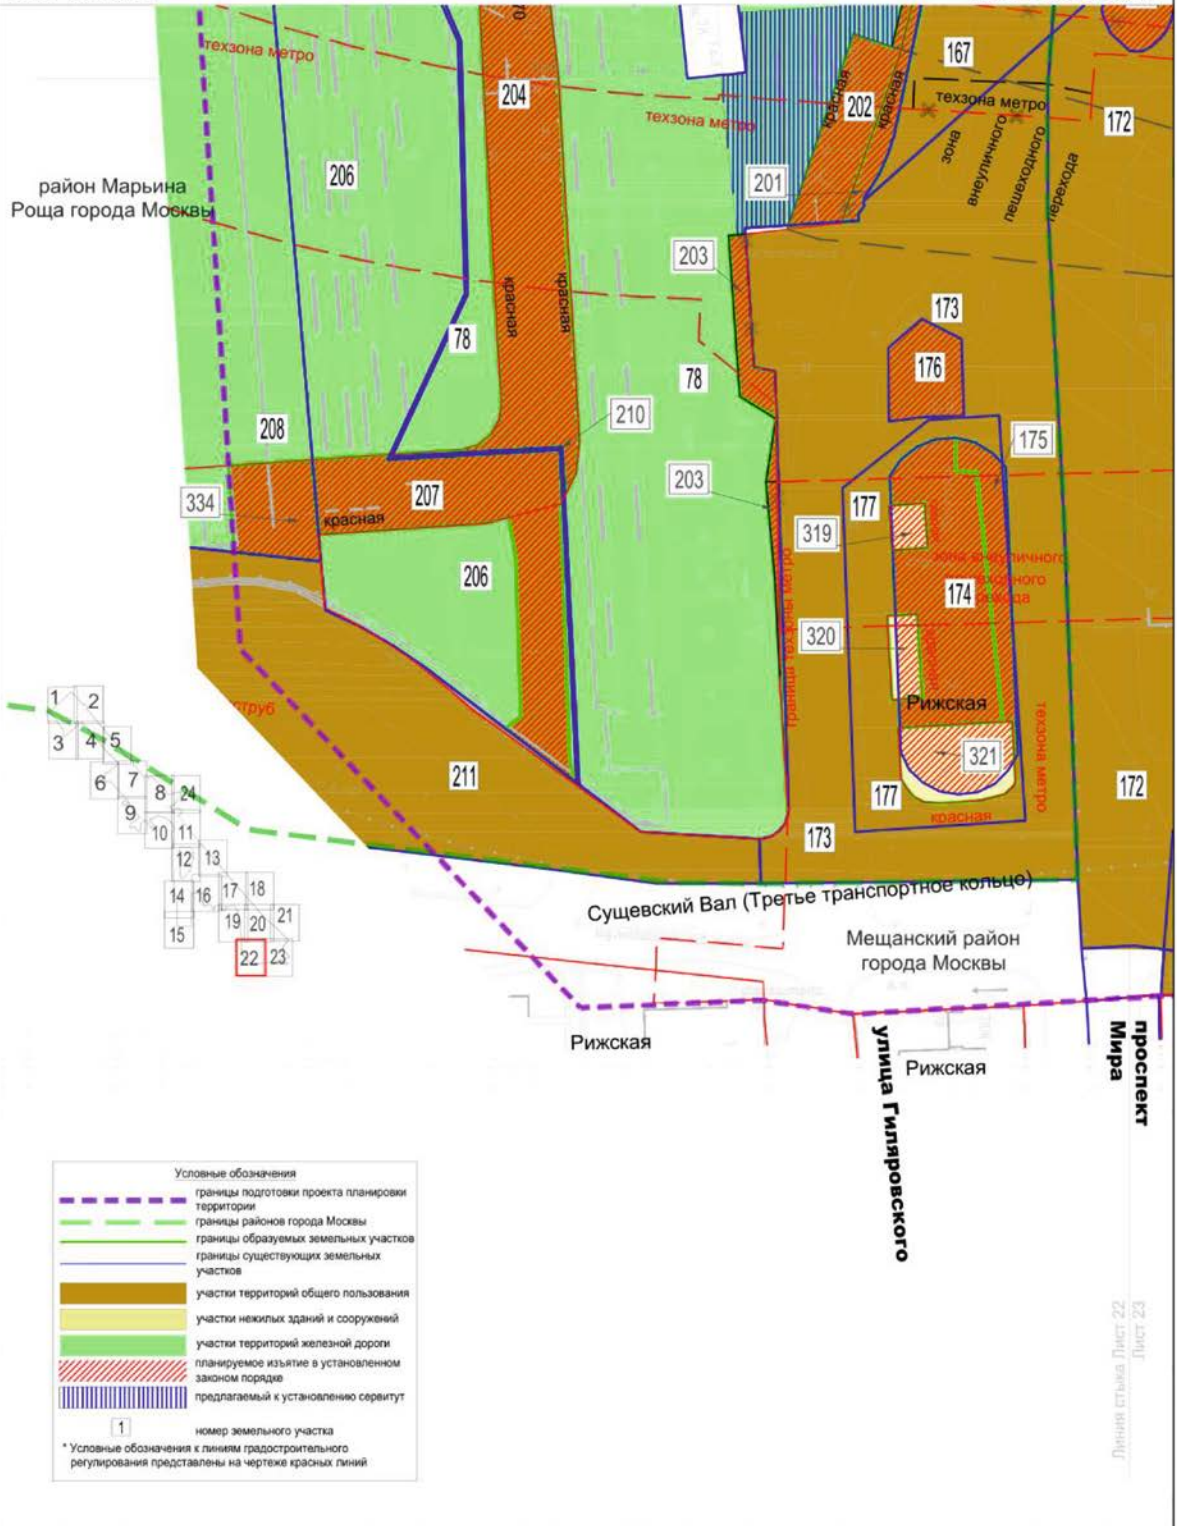 204
167
202
172
техзона метро
техзона метро
техзона метро
красная
красная
зона
внеуличного
пешеходного
перехода
206
201
район Марьина
Роща города Москвы
203
173
176
красная
красная
78
78
208
210
175
334
207
203
красная
177
319
206
174
320
граница техзоны метро
Рижская
321
техзона метро
211
172
177
красная
173
1
2
3
4
5
6
7
8
24
9
10
11
12
13
14
16
17
18
15
19
20
21
22
23
Сущевский Вал (Третье транспортное кольцо)
Мещанский район
города Москвы
Рижская
Рижская
улица Гиляровского
проспект
Мира
Условные обозначения
границы подготовки проекта планировки
территории
границы районов города Москвы
границы образуемых земельных участков
границы существующих земельных
участков
участки территорий общего пользования
участки нежилых зданий и сооружений
участки территорий железной дороги
планируемое изъятие в установленном
законом порядке
предлагаемый к установлению сервитут
1
номер земельного участка
* Условные обозначения к линиям градостроительного
регулирования представлены на чертеже красных линий
Линия стыка Лист 22
Лист 23